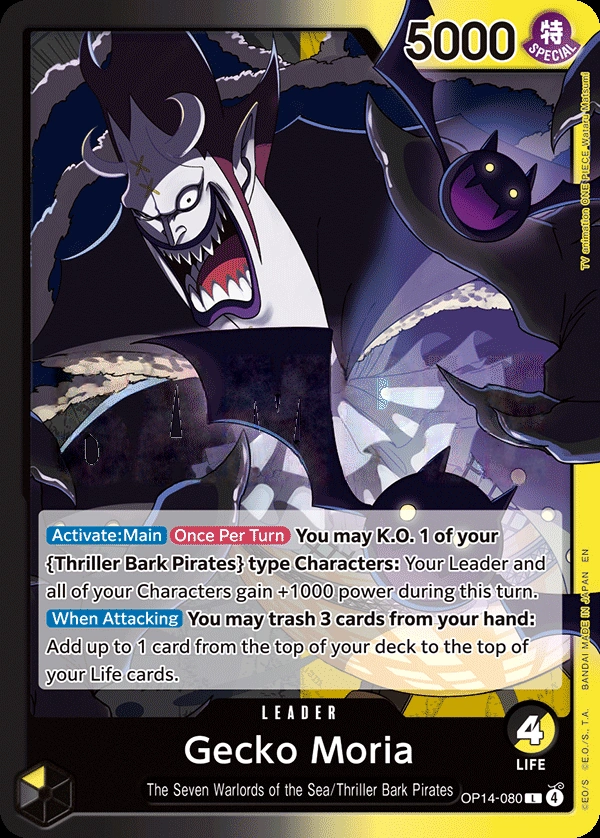 5000
特
SPECIAL
TV animation ONE PIECE Wataru Matsumi
Activate:Main Once Per Turn You may K.O. 1 of your
{Thriller Bark Pirates} type Characters: Your Leader and
all of your Characters gain +1000 power during this turn.
When Attacking You may trash 3 cards from your hand:
Add up to 1 card from the top of your deck to the top of
your Life cards.
LEADER
Gecko Moria
The Seven Warlords of the Sea/Thriller Bark Pirates
4
LIFE
OP14-080 L 4
©EO/S ©E.O./S., T.A. BANDAI MADE IN JAPAN EN